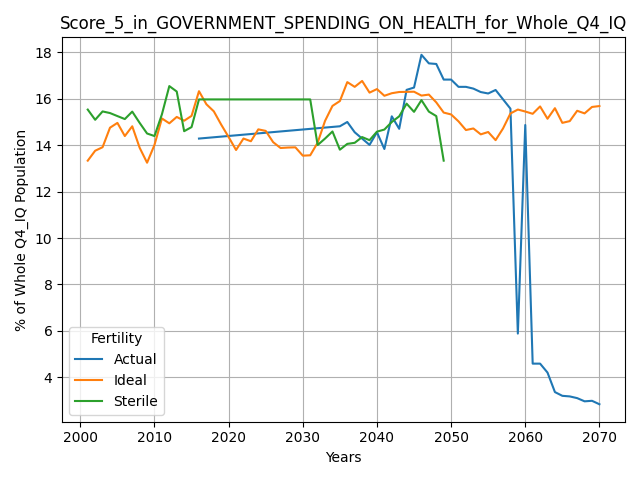 Score_5_in_GOVERNMENT_SPENDING_ON_HEALTH_for_Whole_Q4_IQ
% of Whole Q4_IQ Population
18
16
14
12
10
8
6
4
Fertility
Actual
Ideal
Sterile
2000 2010 2020 2030 2040 2050 2060 2070
Years